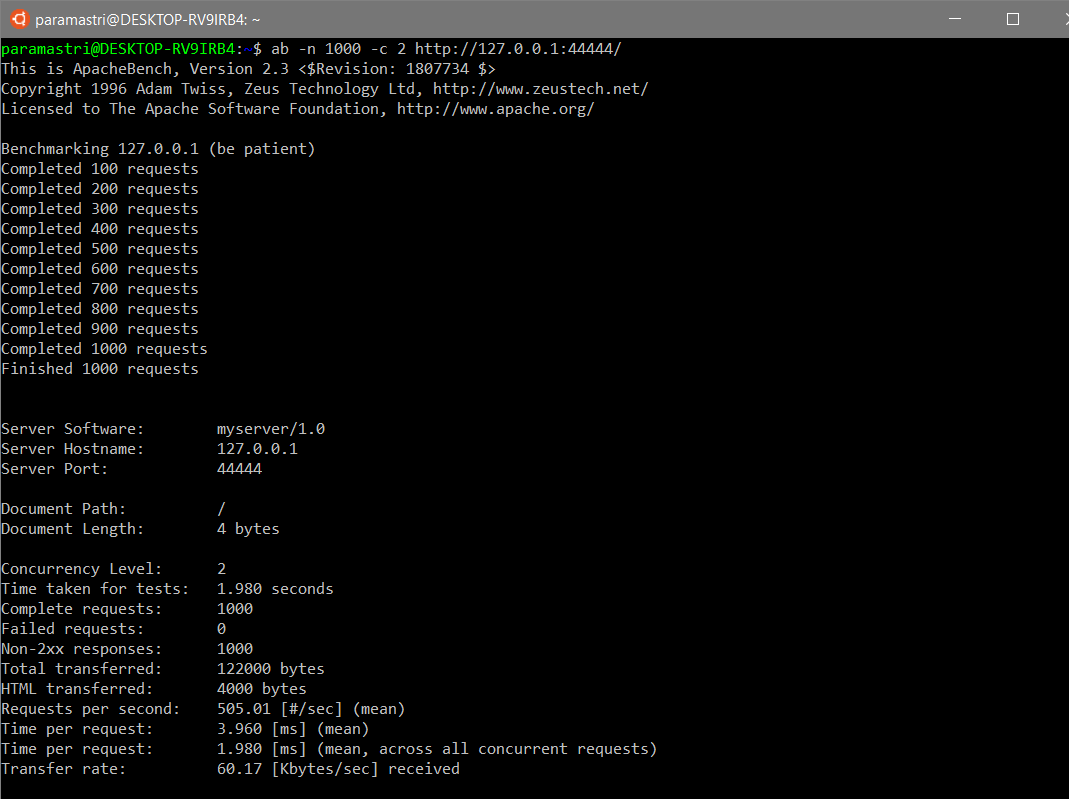 paramastri@DESKTOP-RV9IRB4: ~
paramastri@DESKTOP-RV9IRB4:~$ ab -n 1000 -c 2 http://127.0.0.1:44444/
This is ApacheBench, Version 2.3 <$Revision: 1807734 $>
Copyright 1996 Adam Twiss, Zeus Technology Ltd, http://www.zeustech.net/
Licensed to The Apache Software Foundation, http://www.apache.org/
Benchmarking 127.0.0.1 (be patient)
Completed 100 requests
Completed 200 requests
Completed 300 requests
Completed 400 requests
Completed 500 requests
Completed 600 requests
Completed 700 requests
Completed 800 requests
Completed 900 requests
Completed 1000 requests
Finished 1000 requests
Server Software:        myserver/1.0
Server Hostname:        127.0.0.1
Server Port:            44444
Document Path:          /
Document Length:        4 bytes
Concurrency Level:      2
Time taken for tests:   1.980 seconds
Complete requests:      1000
Failed requests:        0
Non-2xx responses:      1000
Total transferred:      122000 bytes
HTML transferred:       4000 bytes
Requests per second:    505.01 [#/sec] (mean)
Time per request:       3.960 [ms] (mean)
Time per request:       1.980 [ms] (mean, across all concurrent requests)
Transfer rate:          60.17 [Kbytes/sec] received